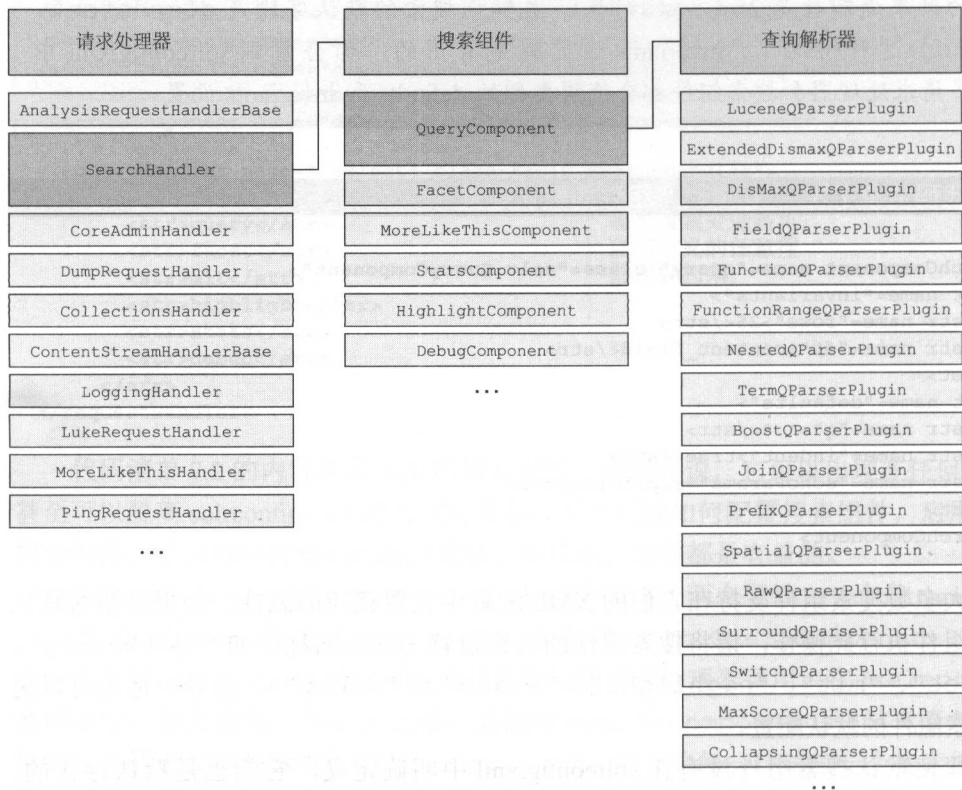 请求处理器
AnalysisRequestHandlerBase
SearchHandler
CoreAdminHandler
DumpRequestHandler
CollectionsHandler
ContentStreamHandlerBase
LoggingHandler
LukeRequestHandler
MoreLikeThisHandler
PingRequestHandler
...
搜索组件
QueryComponent
FacetComponent
MoreLikeThisComponent
StatsComponent
HighlightComponent
DebugComponent
...
查询解析器
LuceneQParserPlugin
ExtendedDismaxQParserPlugin
DisMaxQParserPlugin
FieldQParserPlugin
FunctionQParserPlugin
FunctionRangeQParserPlugin
NestedQParserPlugin
TermQParserPlugin
BoostQParserPlugin
JoinQParserPlugin
PrefixQParserPlugin
SpatialQParserPlugin
RawQParserPlugin
SurroundQParserPlugin
SwitchQParserPlugin
MaxScoreQParserPlugin
CollapsingQParserPlugin
...